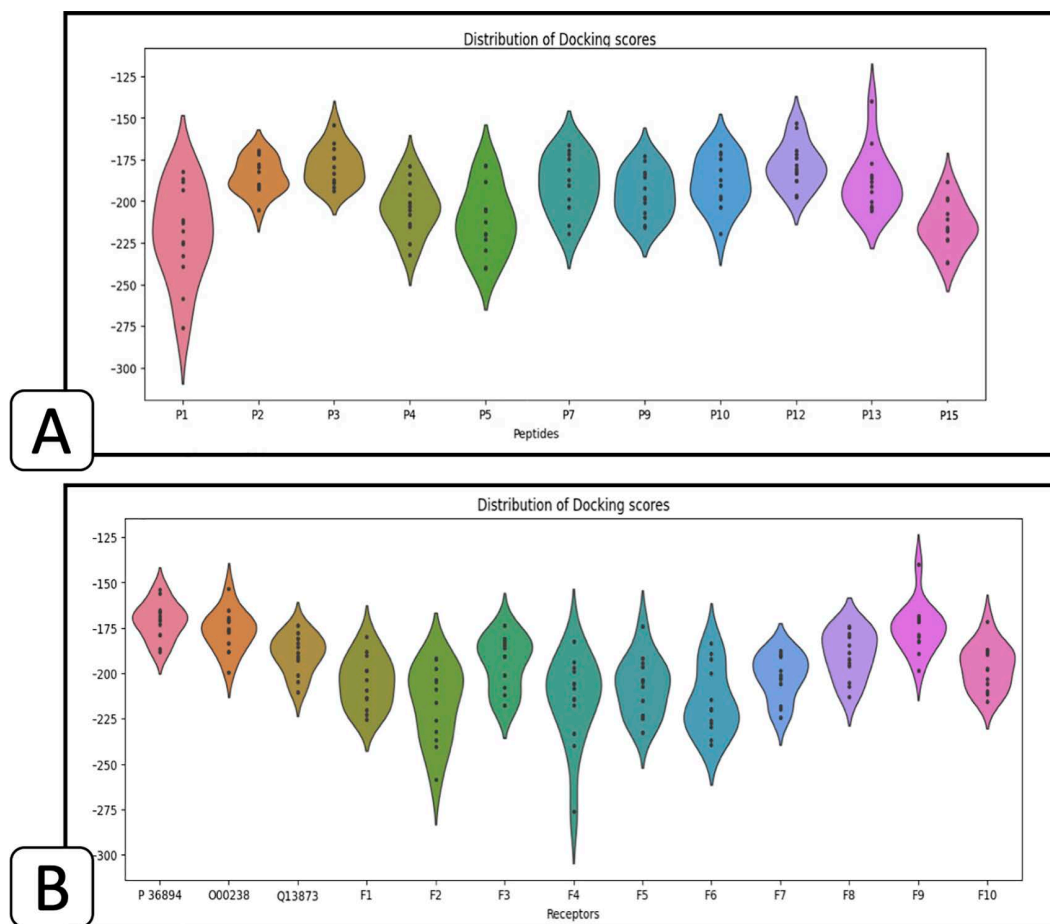 Distribution of Docking scores
−125
−150
−175
−200
−225
−250
−275
−300
P1 P2 P3 P4 P5 P7 P9 P10 P12 P13 P15
Peptides
A
Distribution of Docking scores
−125
−150
−175
−200
−225
−250
−275
−300
P 36894 O00238 Q13873 F1 F2 F3 F4 F5 F6 F7 F8 F9 F10
Receptors
B